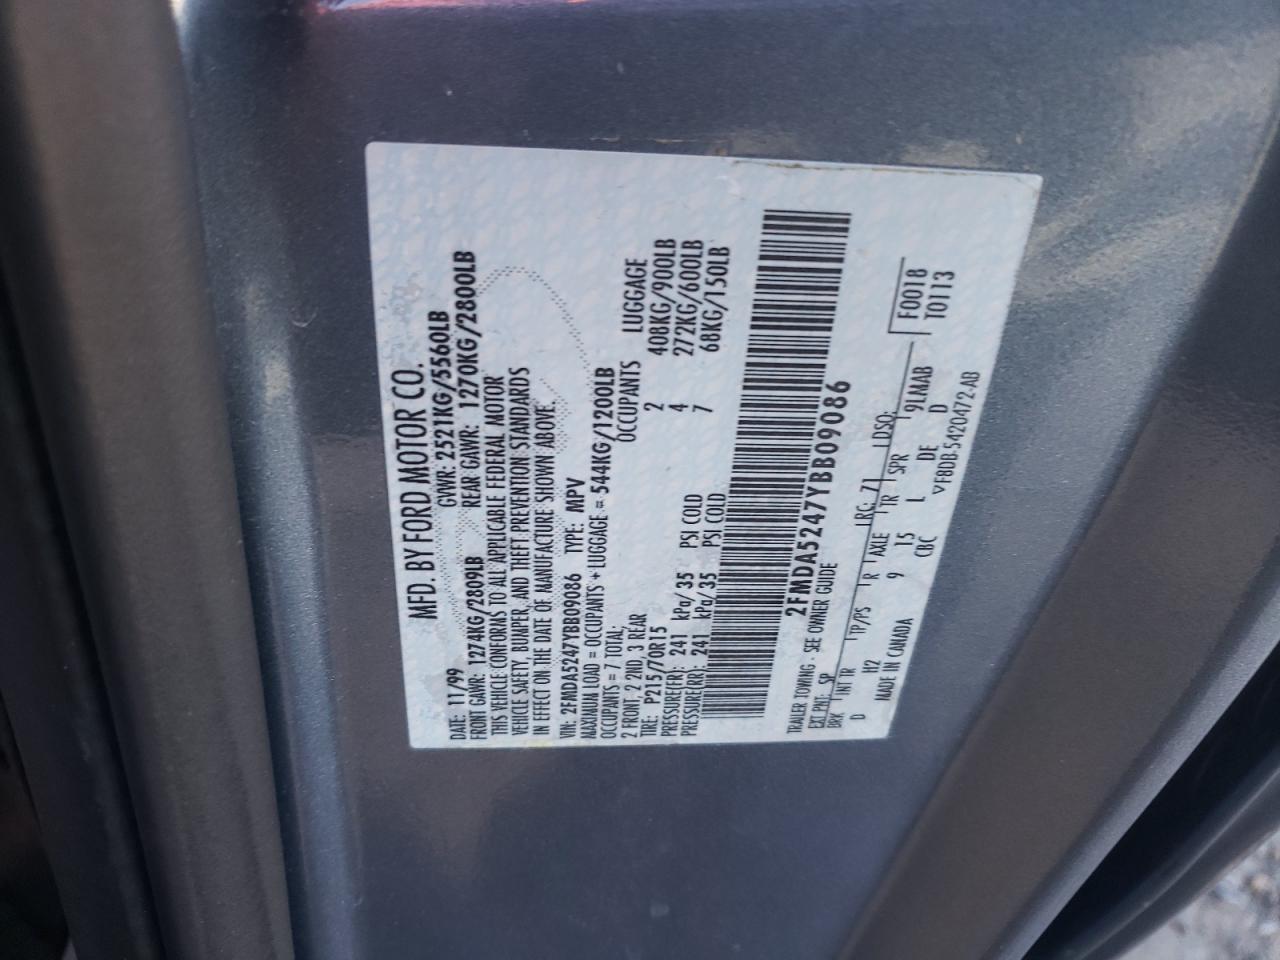 MFD. BY FORD MOTOR CO.
DATE: 11/99 GVWR: 2521KG/5560LB
FRONT GAWR: 1274KG/2809LB REAR GAWR: 1270KG/2800LB
THIS VEHICLE CONFORMS TO ALL APPLICABLE FEDERAL MOTOR
VEHICLE SAFETY, BUMPER, AND THEFT PREVENTION STANDARDS
IN EFFECT ON THE DATE OF MANUFACTURE SHOWN ABOVE.
VIN: 2FMDA5247YBB09086 TYPE: MPV
MAXIMUM LOAD = OCCUPANTS + LUGGAGE = 544KG/1200LB
OCCUPANTS = 7 TOTAL, OCCUPANTS LUGGAGE
2 FRONT, 2 2ND, 3 REAR 2 408KG/900LB
TIRE: P215/70R15 4 272KG/600LB
PRESSURE(FR): 241 kPa/35 PSI COLD 7 68KG/150LB
PRESSURE(RR): 241 kPa/35 PSI COLD
2FMDA5247YBB09086
TRAILER TOWING - SEE OWNER GUIDE
EXT PNT: SP RC: 71 DSO: F0018
BRK INT TR TP/PS R AXLE TR SPR 9LMAB T0113
D H2 9 15 L DE D
MADE IN CANADA CBC VF8DB-5420472-AB